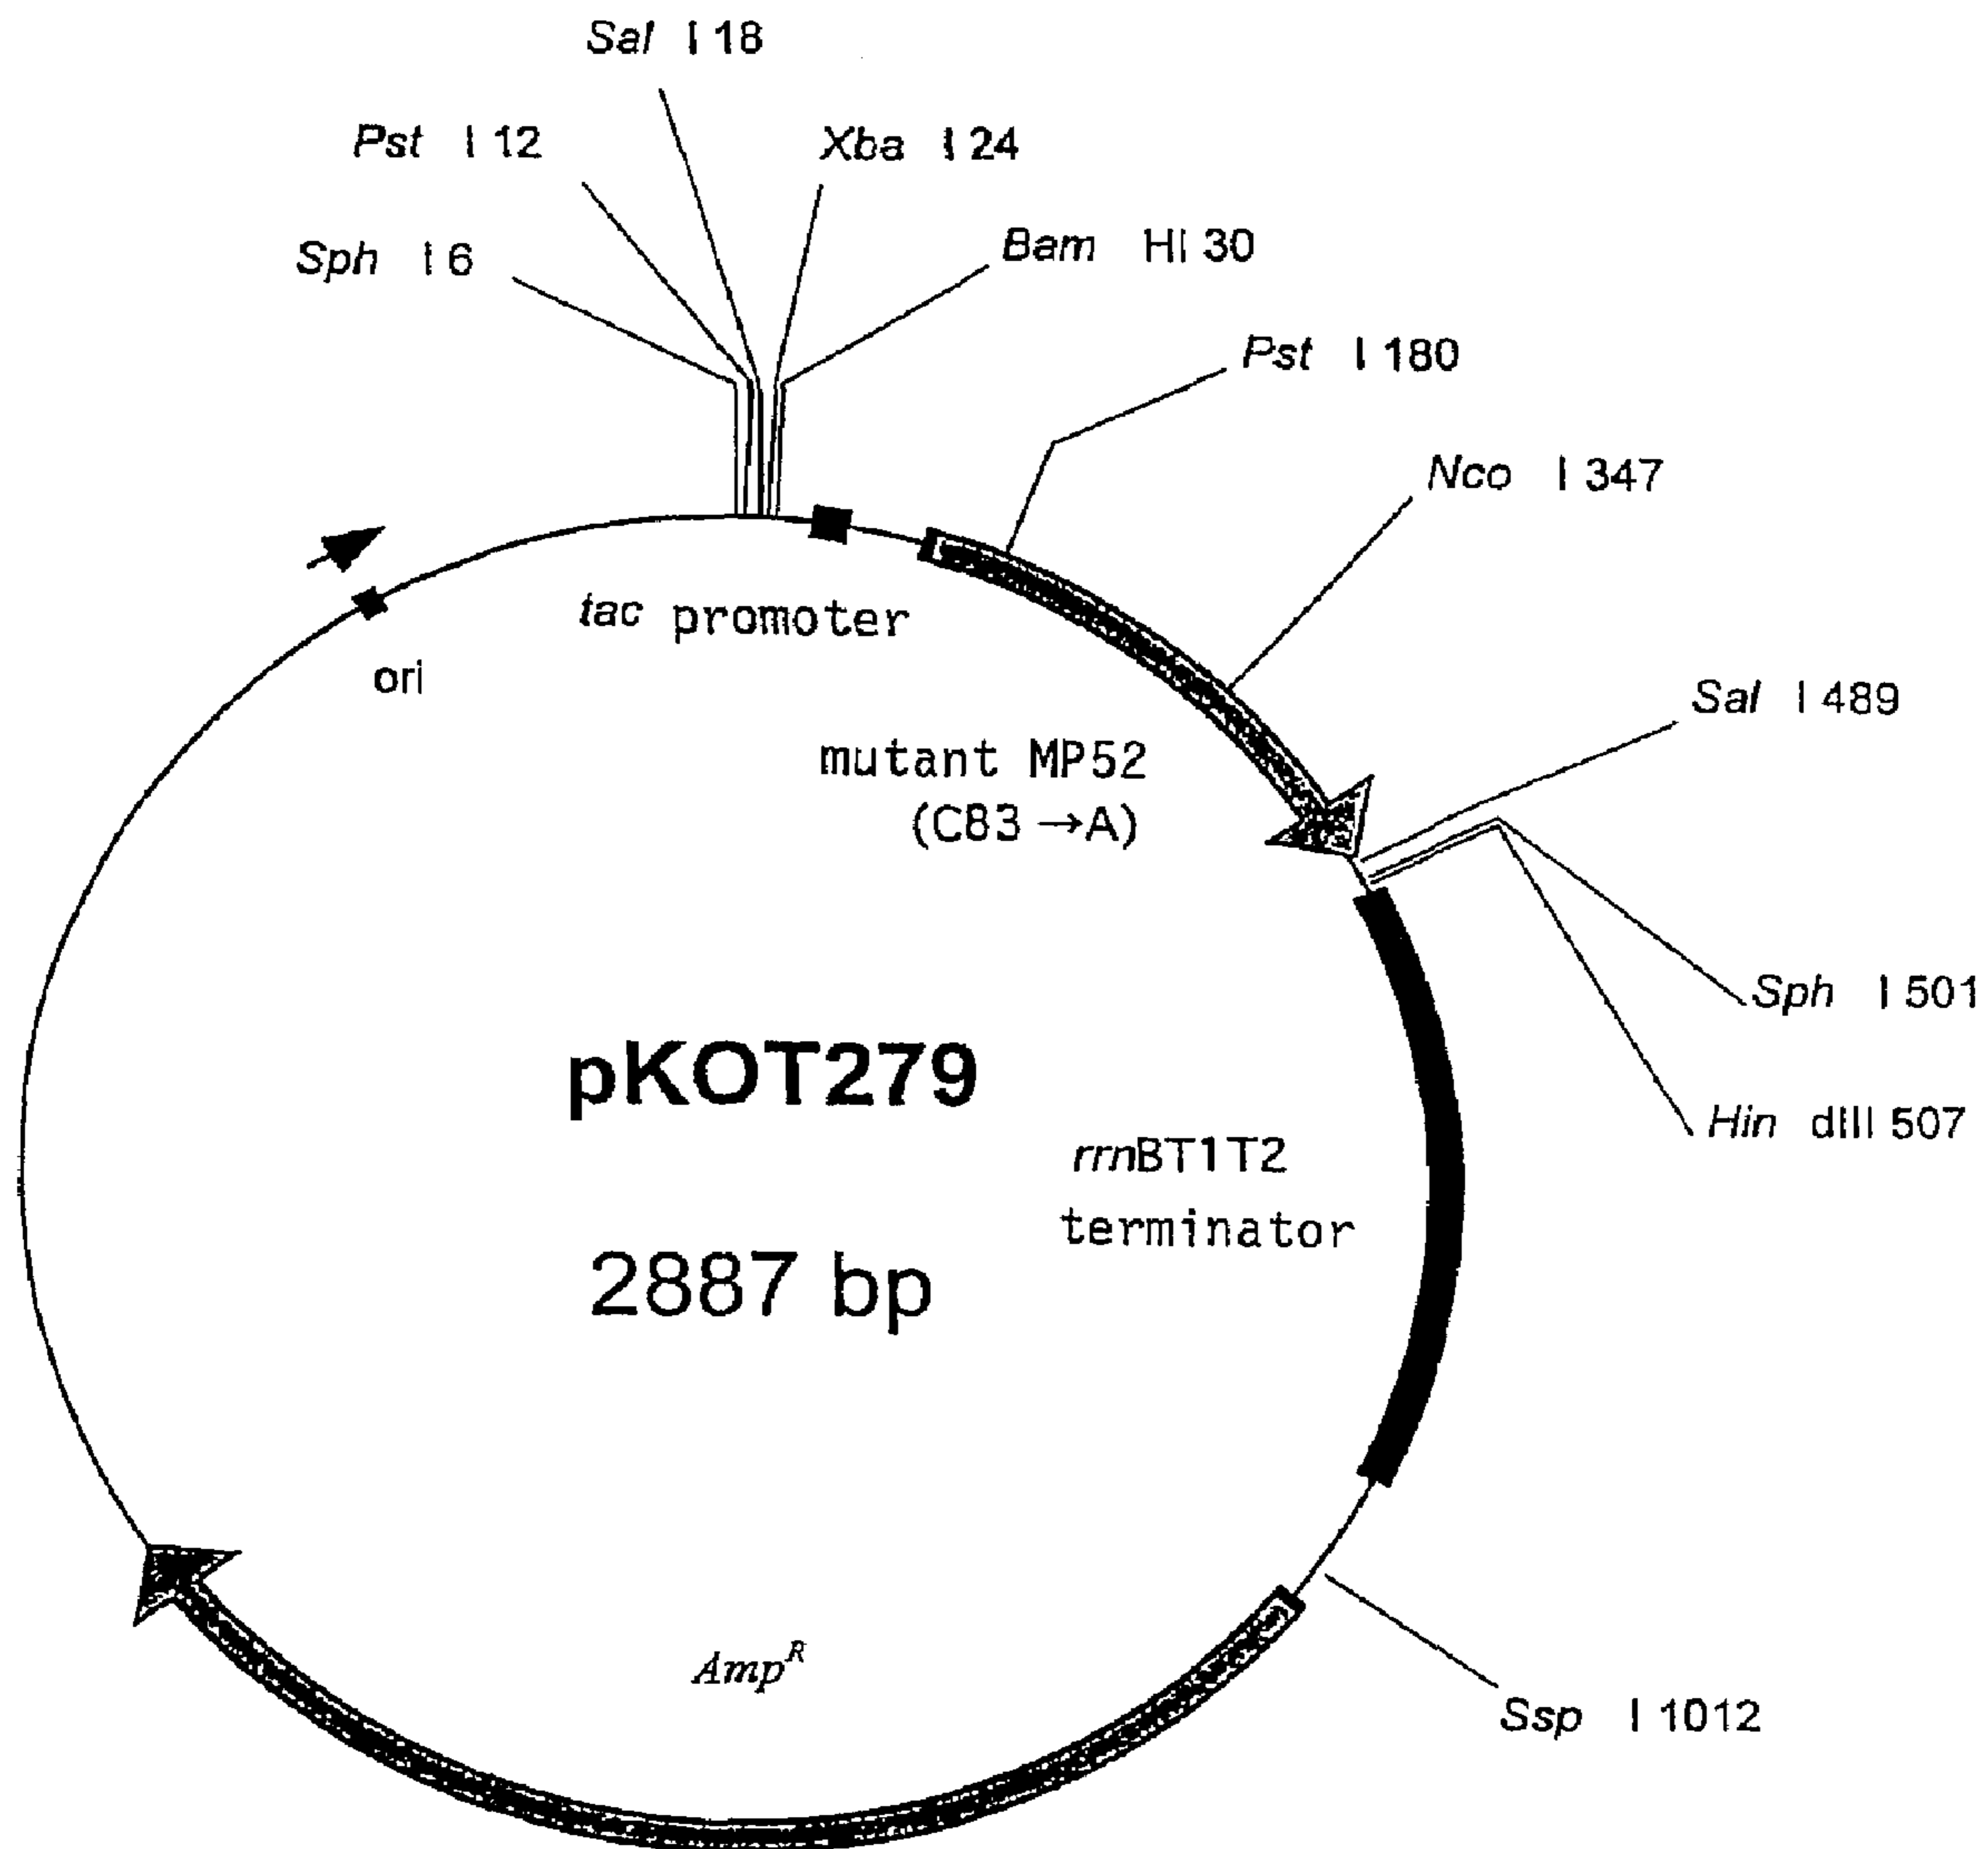 Sal I 18
Pst I 12
Xba I 24
Sph I 6
Bam HI 30
Pst I 180
Nco I 347
tac promoter
ori
Sal I 489
mutant MP52
(C83→A)
Sph I 501
pKOT279
Hin dIII 507
rrnBT1T2
terminator
2887 bp
Amp^R
Ssp I 1012